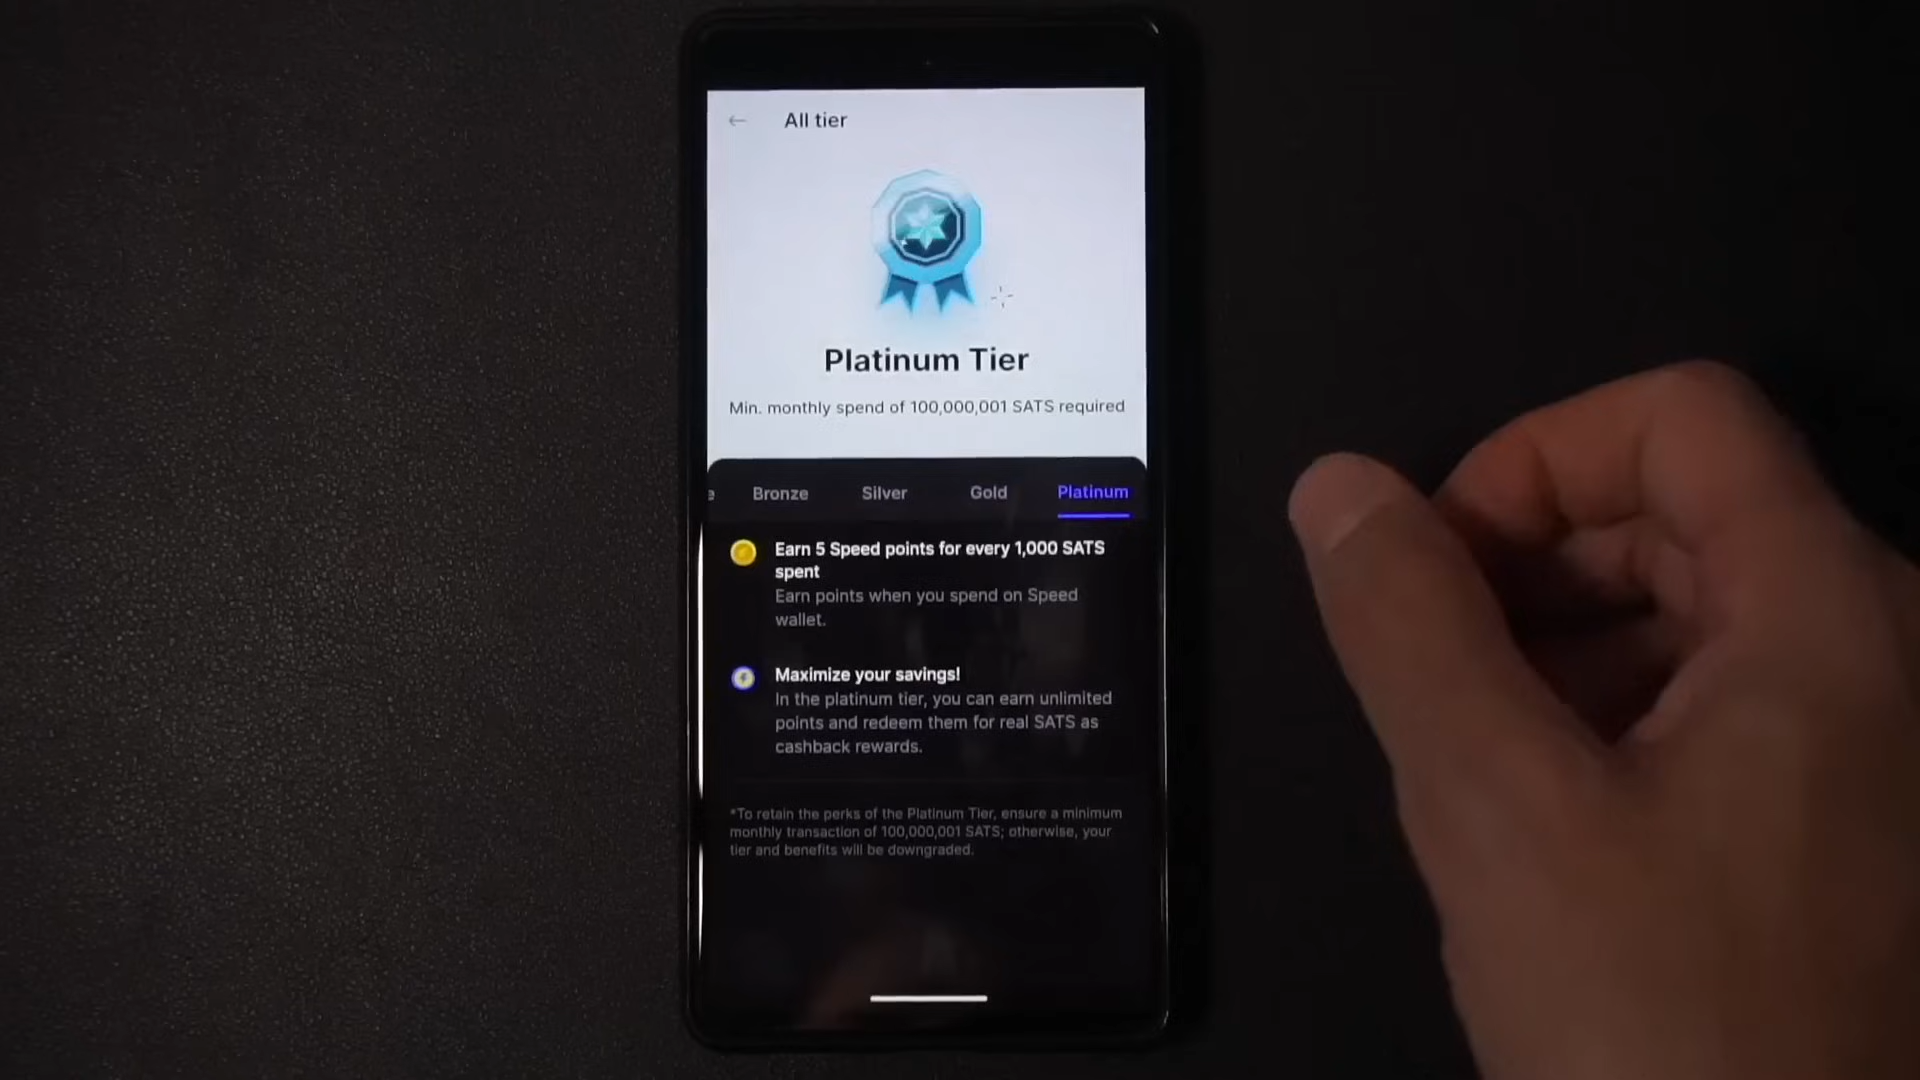 All tier
Platinum Tier
Min. monthly spend of 100,000,001 SATS required
e Bronze Silver Gold Platinum
Earn 5 Speed points for every 1,000 SATS
spent
Earn points when you spend on Speed
wallet.
Maximize your savings!
In the platinum tier, you can earn unlimited
points and redeem them for real SATS as
cashback rewards.
*To retain the perks of the Platinum Tier, ensure a minimum
monthly transaction of 100,000,001 SATS; otherwise, your
tier and benefits will be downgraded.